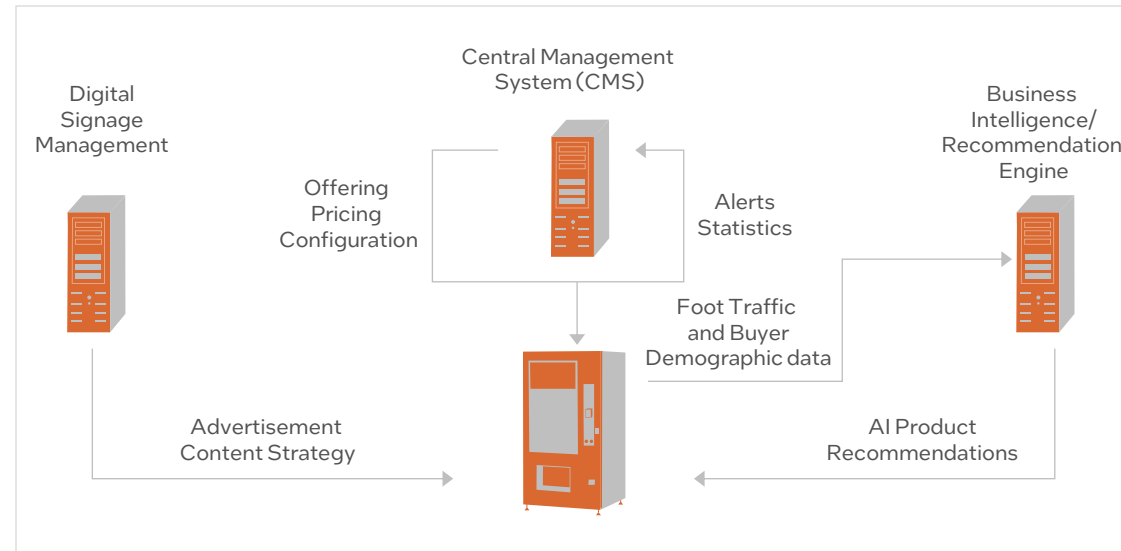 Central Management
System (CMS)
Digital
Signage
Management
Business
Intelligence/
Recommendation
Engine
Offering
Pricing
Configuration
Alerts
Statistics
Foot Traffic
and Buyer
Demographic data
Advertisement
Content Strategy
AI Product
Recommendations